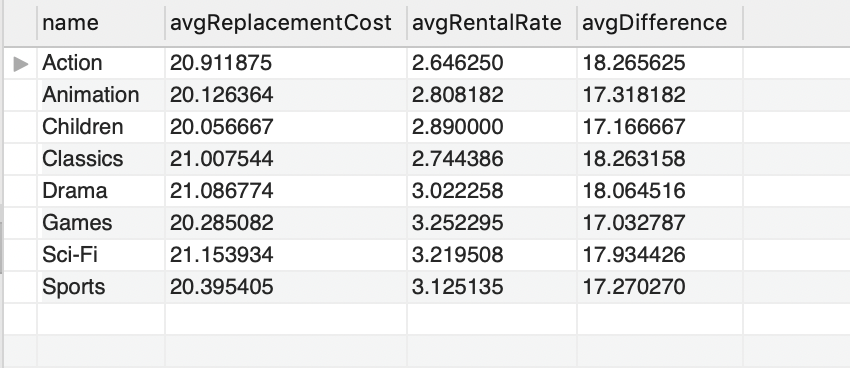 name avgReplacementCost avgRentalRate avgDifference
Action 20.911875 2.646250 18.265625
Animation 20.126364 2.808182 17.318182
Children 20.056667 2.890000 17.166667
Classics 21.007544 2.744386 18.263158
Drama 21.086774 3.022258 18.064516
Games 20.285082 3.252295 17.032787
Sci-Fi 21.153934 3.219508 17.934426
Sports 20.395405 3.125135 17.270270